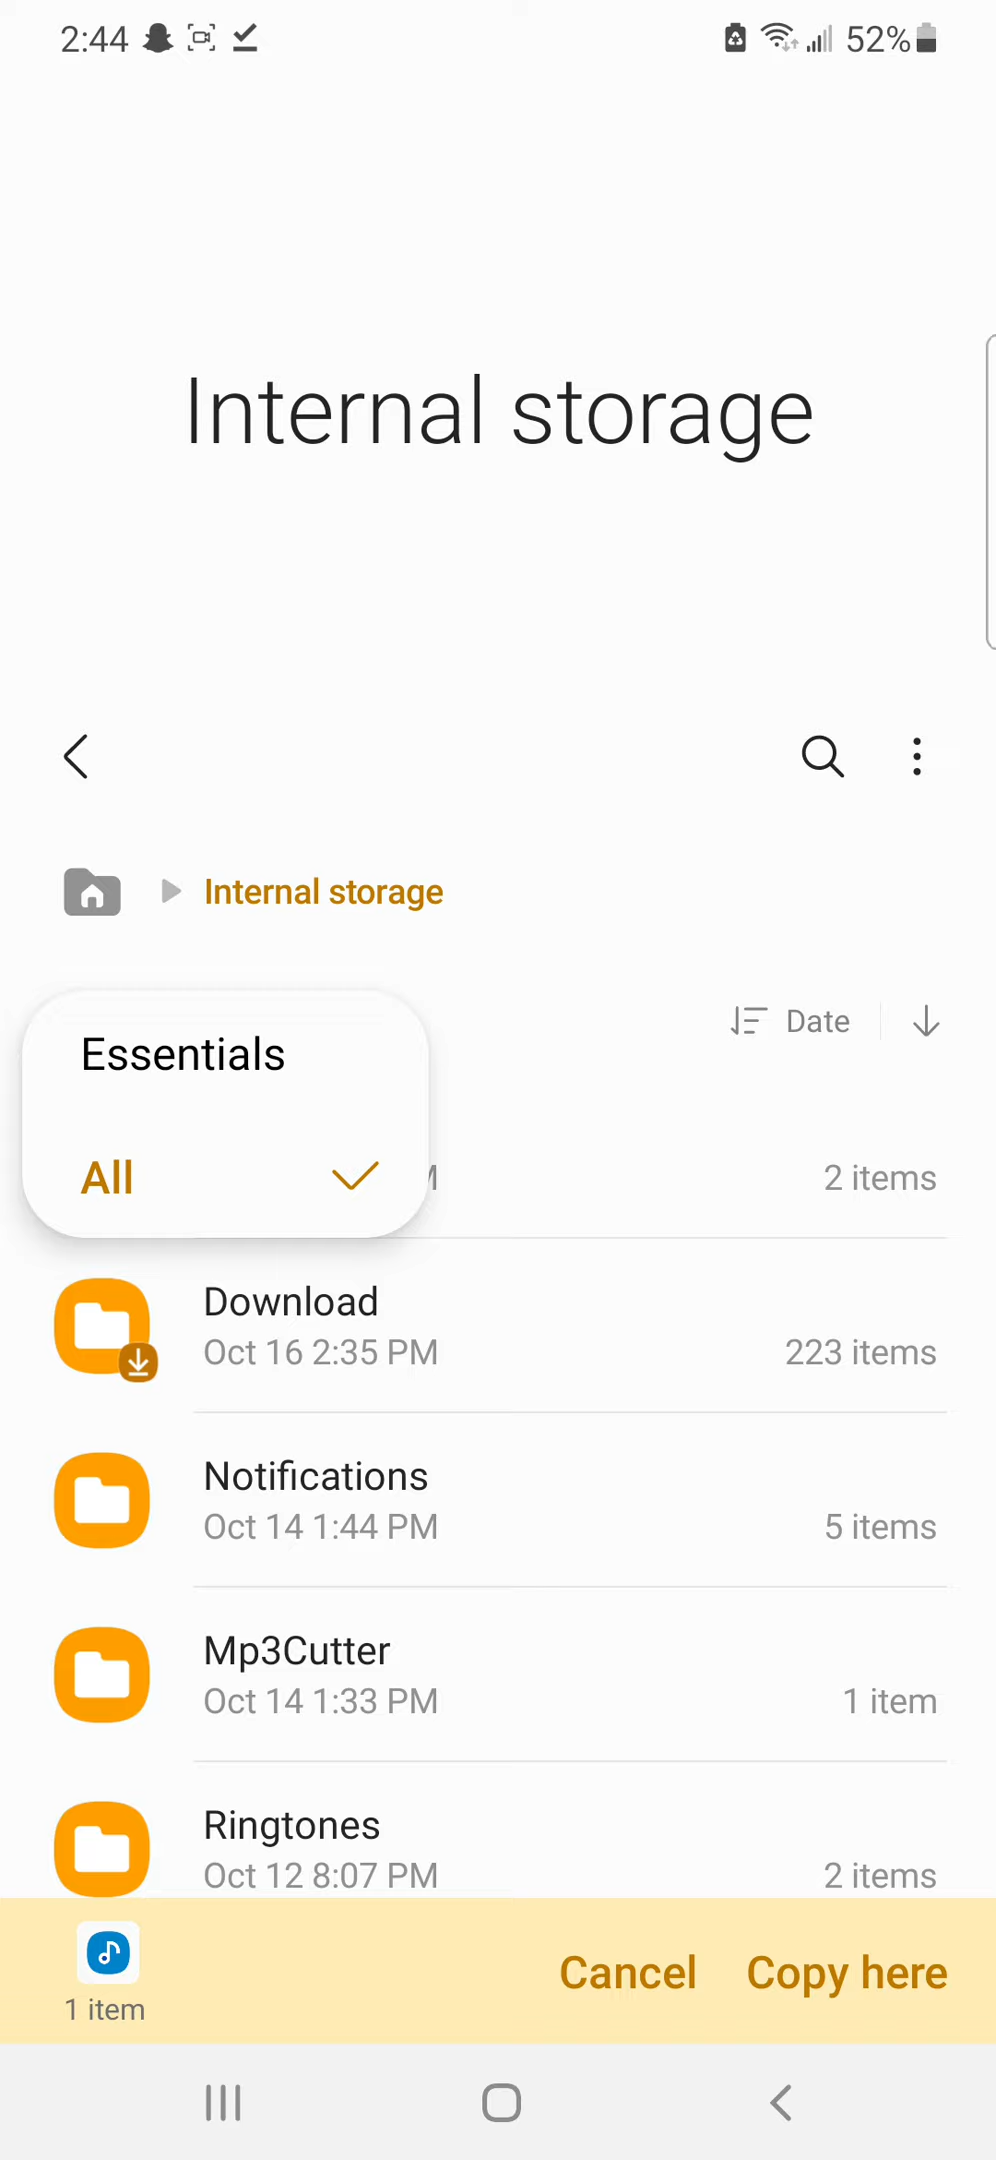 2:44
52%
Internal storage
Internal storage
Essentials
Date
All
2 items
Download
Oct 16 2:35 PM
223 items
Notifications
Oct 14 1:44 PM
5 items
Mp3Cutter
Oct 14 1:33 PM
1 item
Ringtones
Oct 12 8:07 PM
2 items
1 item
Cancel
Copy here